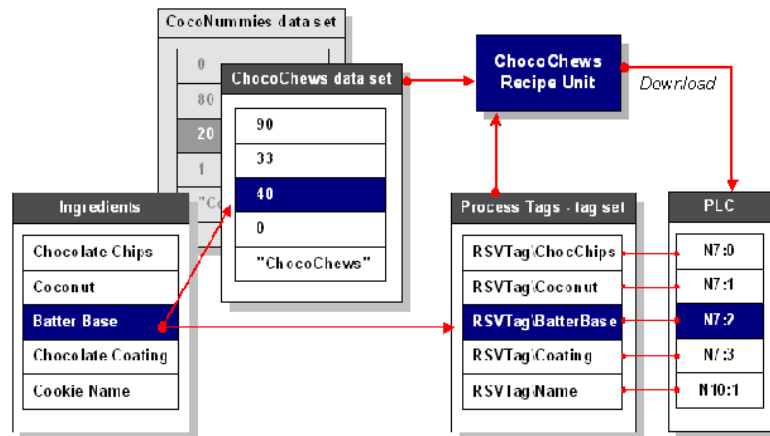 CocoNummies data set
0
80
20
1
"Co
ChocoChews data set
90
33
40
0
"ChocoChews"
ChocoChews
Recipe Unit
Download
Ingredients
Chocolate Chips
Coconut
Batter Base
Chocolate Coating
Cookie Name
Process Tags - tag set
RSVTag\ChocChips
RSVTag\Coconut
RSVTag\BatterBase
RSVTag\Coating
RSVTag\Name
PLC
N7:0
N7:1
N7:2
N7:3
N10:1